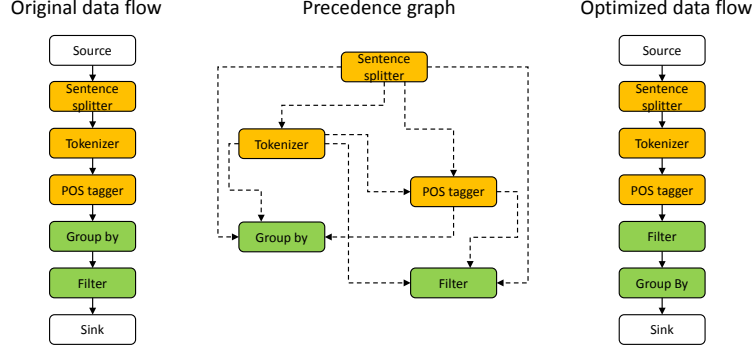 Original data flow
Precedence graph
Optimized data flow
Source
Sentence
splitter
Tokenizer
POS tagger
Group by
Filter
Sink
Sentence
splitter
Tokenizer
POS tagger
Group by
Filter
Source
Sentence
splitter
Tokenizer
POS tagger
Filter
Group By
Sink